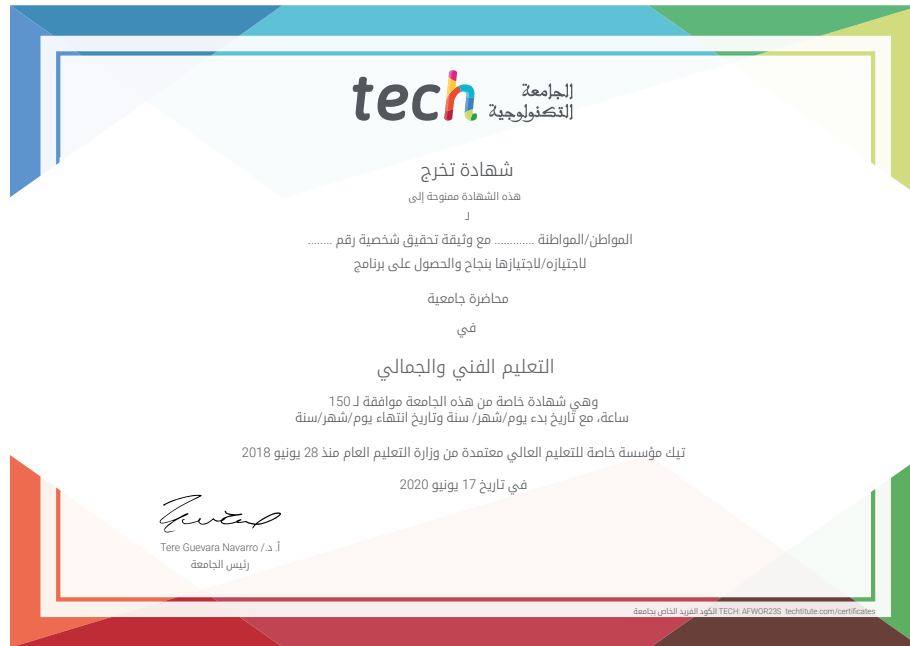 tech الجامعة
التكنولوجية
شهادة تخرج
هذه الشهادة ممنوحة إلى
لـ
المواطن/المواطنة ............ مع وثيقة تحقيق شخصية رقم ........
لاجتيازه/لاجتيازها بنجاح والحصول على برنامج
محاضرة جامعية
في
التعليم الفني والجمالي
وهي شهادة خاصة من هذه الجامعة موافقة لـ 150
ساعة، مع تاريخ بدء يوم/شهر/ سنة وتاريخ انتهاء يوم/شهر/سنة
تيك مؤسسة خاصة للتعليم العالي معتمدة من وزارة التعليم العام منذ 28 يونيو 2018
في تاريخ 17 يونيو 2020
أ. د./ Tere Guevara Navarro
رئيس الجامعة
الكود الفريد الخاص بجامعة TECH: AFWOR23S techtitute.com/certificates